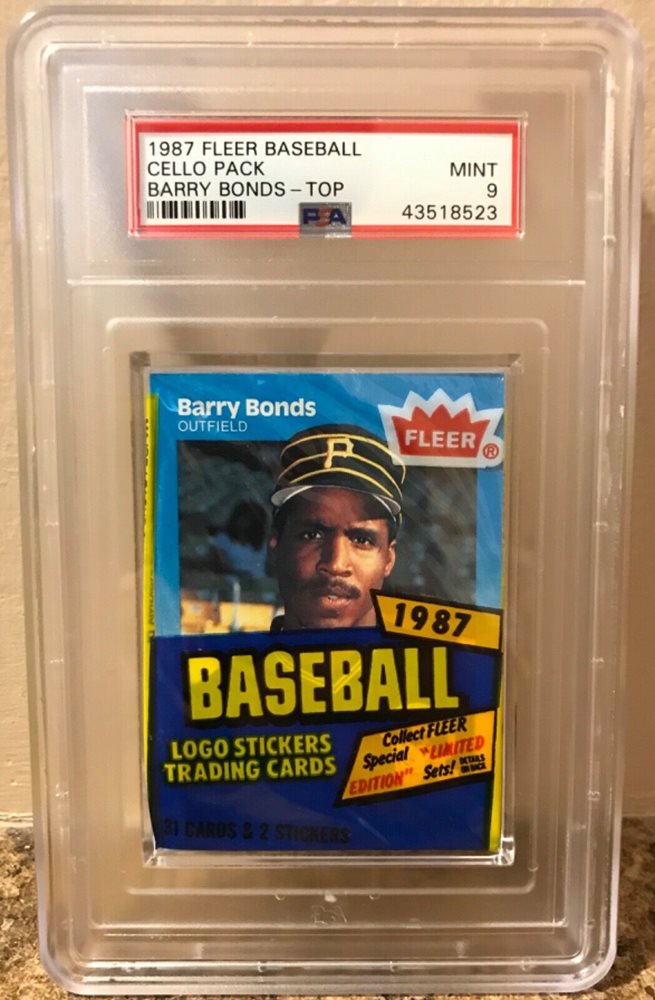 1987 FLEER BASEBALL
CELLO PACK MINT
BARRY BONDS - TOP 9
PSA 43518523
Barry Bonds
OUTFIELD
FLEER®
P
1987
BASEBALL
LOGO STICKERS
TRADING CARDS
Collect FLEER
Special "LIMITED
EDITION" Sets! DETAILS ON BACK
31 CARDS & 2 STICKERS